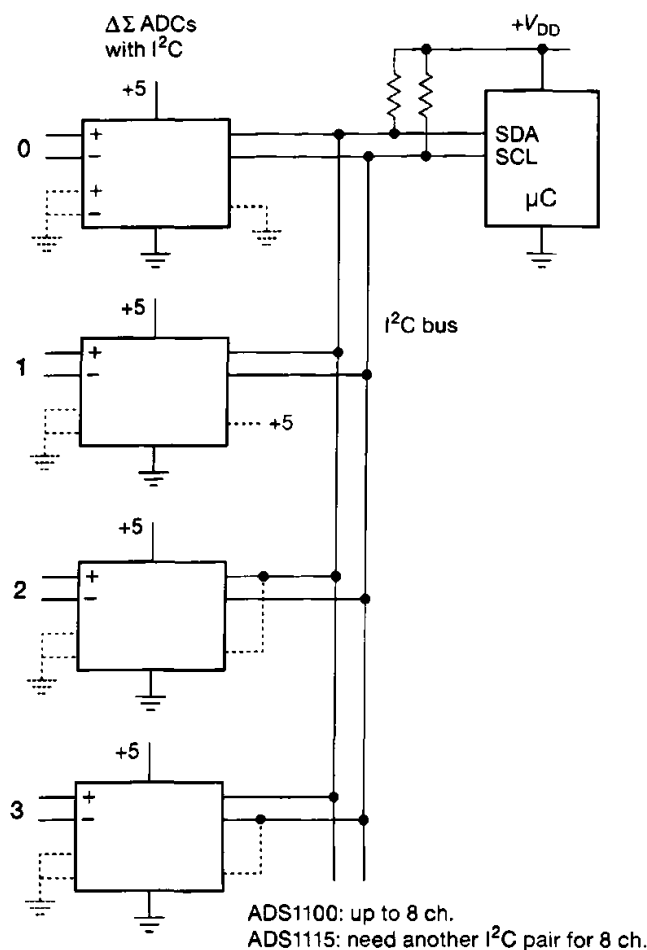 ΔΣ ADCs
with I²C
+V_DD
+5
0
+
−
+
−
SDA
SCL
µC
+5
I²C bus
1
+
−
+5
+5
2
+
−
+5
3
+
−
ADS1100: up to 8 ch.
ADS1115: need another I²C pair for 8 ch.